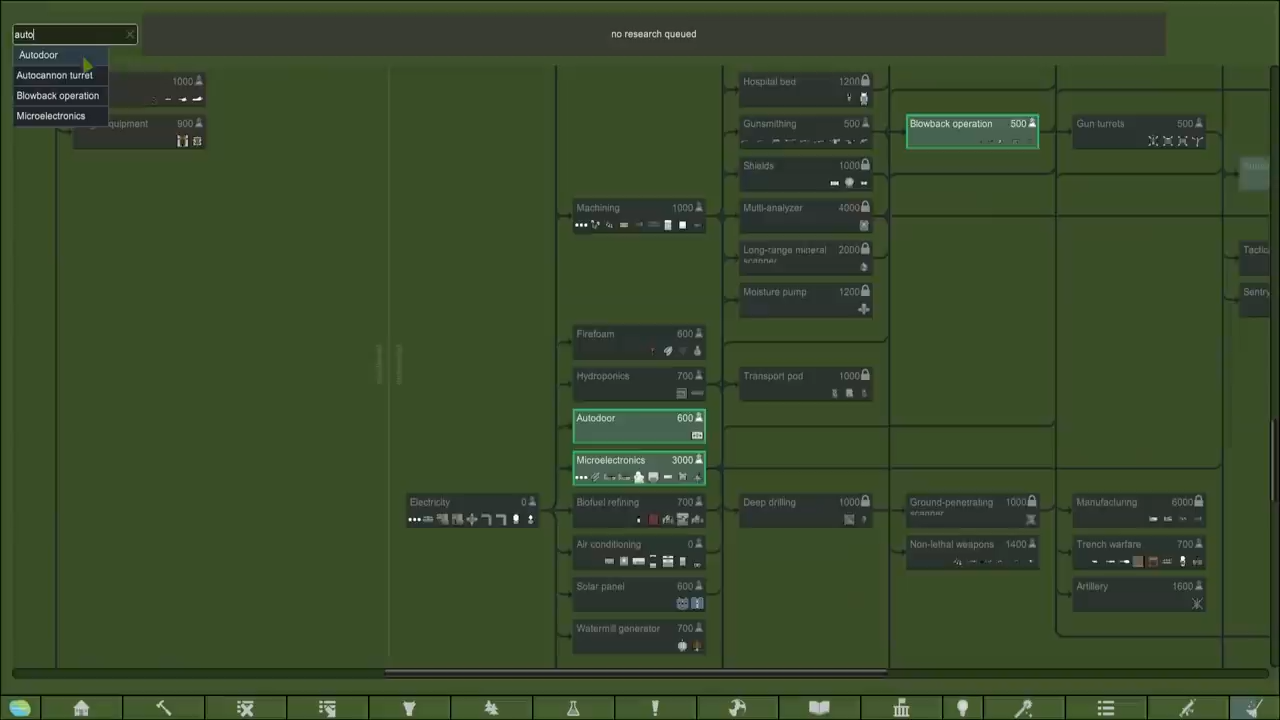 auto
no research queued
Autodoor
Autocannon turret
Blowback operation
Microelectronics
1000
equipment 900
Electricity 0
Machining 1000
Firefoam 600
Hydroponics 700
Autodoor 600
Microelectronics 3000
Biofuel refining 700
Air conditioning 0
Solar panel 600
Watermill generator 700
Hospital bed 1200
Gunsmithing 500
Shields 1000
Multi-analyzer 4000
Long-range mineral 2000
scanner
Moisture pump 1200
Transport pod 1000
Deep drilling 1000
Blowback operation 500
Ground-penetrating 1000
scanner
Non-lethal weapons 1400
Gun turrets 500
Manufacturing 6000
Trench warfare 700
Artillery 1600
Tactic
Sentry